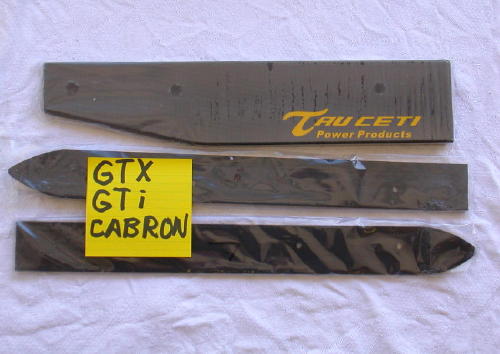 TAU CETI
Power Products
GTX
GTi
CABRON